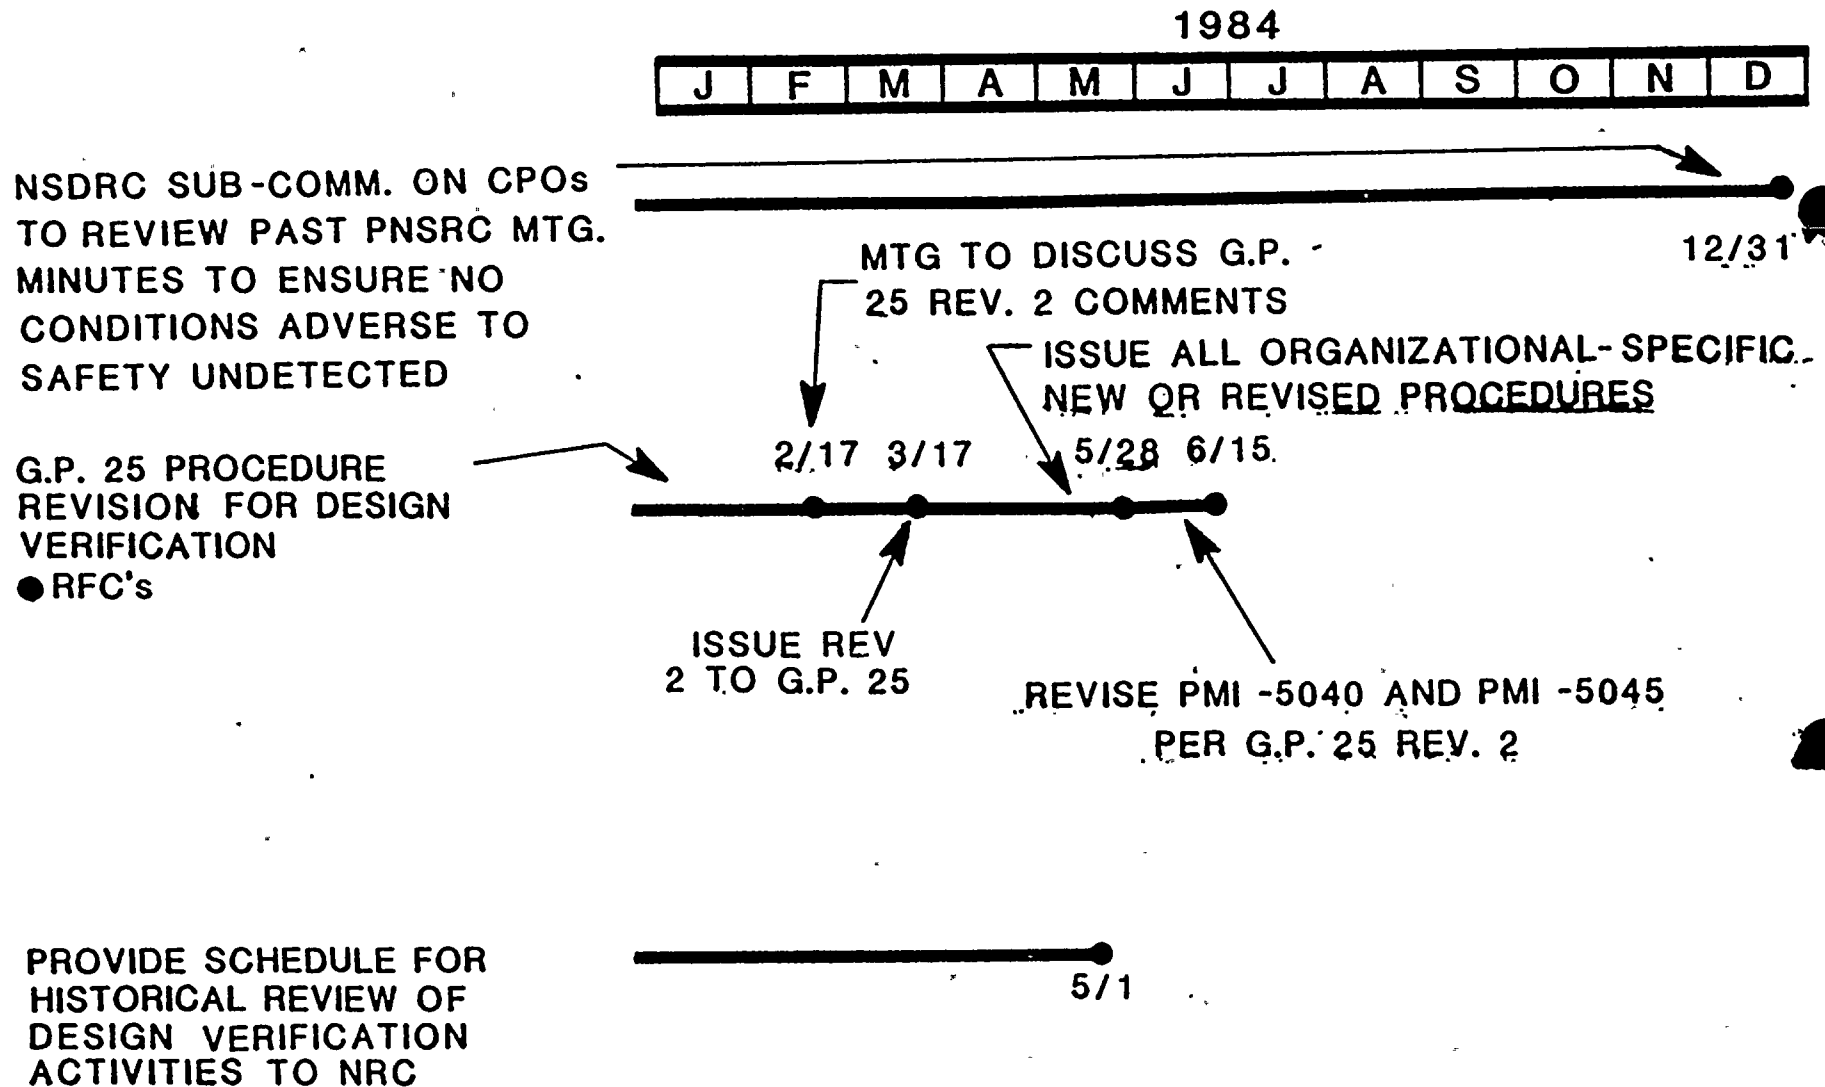 1984
J F M A M J J A S O N D
NSDRC SUB-COMM. ON CPOs
TO REVIEW PAST PNSRC MTG.
MINUTES TO ENSURE NO
CONDITIONS ADVERSE TO
SAFETY UNDETECTED
12/31
MTG TO DISCUSS G.P.
25 REV. 2 COMMENTS
ISSUE ALL ORGANIZATIONAL-SPECIFIC
NEW OR REVISED PROCEDURES
G.P. 25 PROCEDURE
REVISION FOR DESIGN
VERIFICATION
● RFC's
2/17 3/17 5/28 6/15
ISSUE REV
2 TO G.P. 25
REVISE PMI -5040 AND PMI -5045
PER G.P. 25 REV. 2
PROVIDE SCHEDULE FOR
HISTORICAL REVIEW OF
DESIGN VERIFICATION
ACTIVITIES TO NRC
5/1